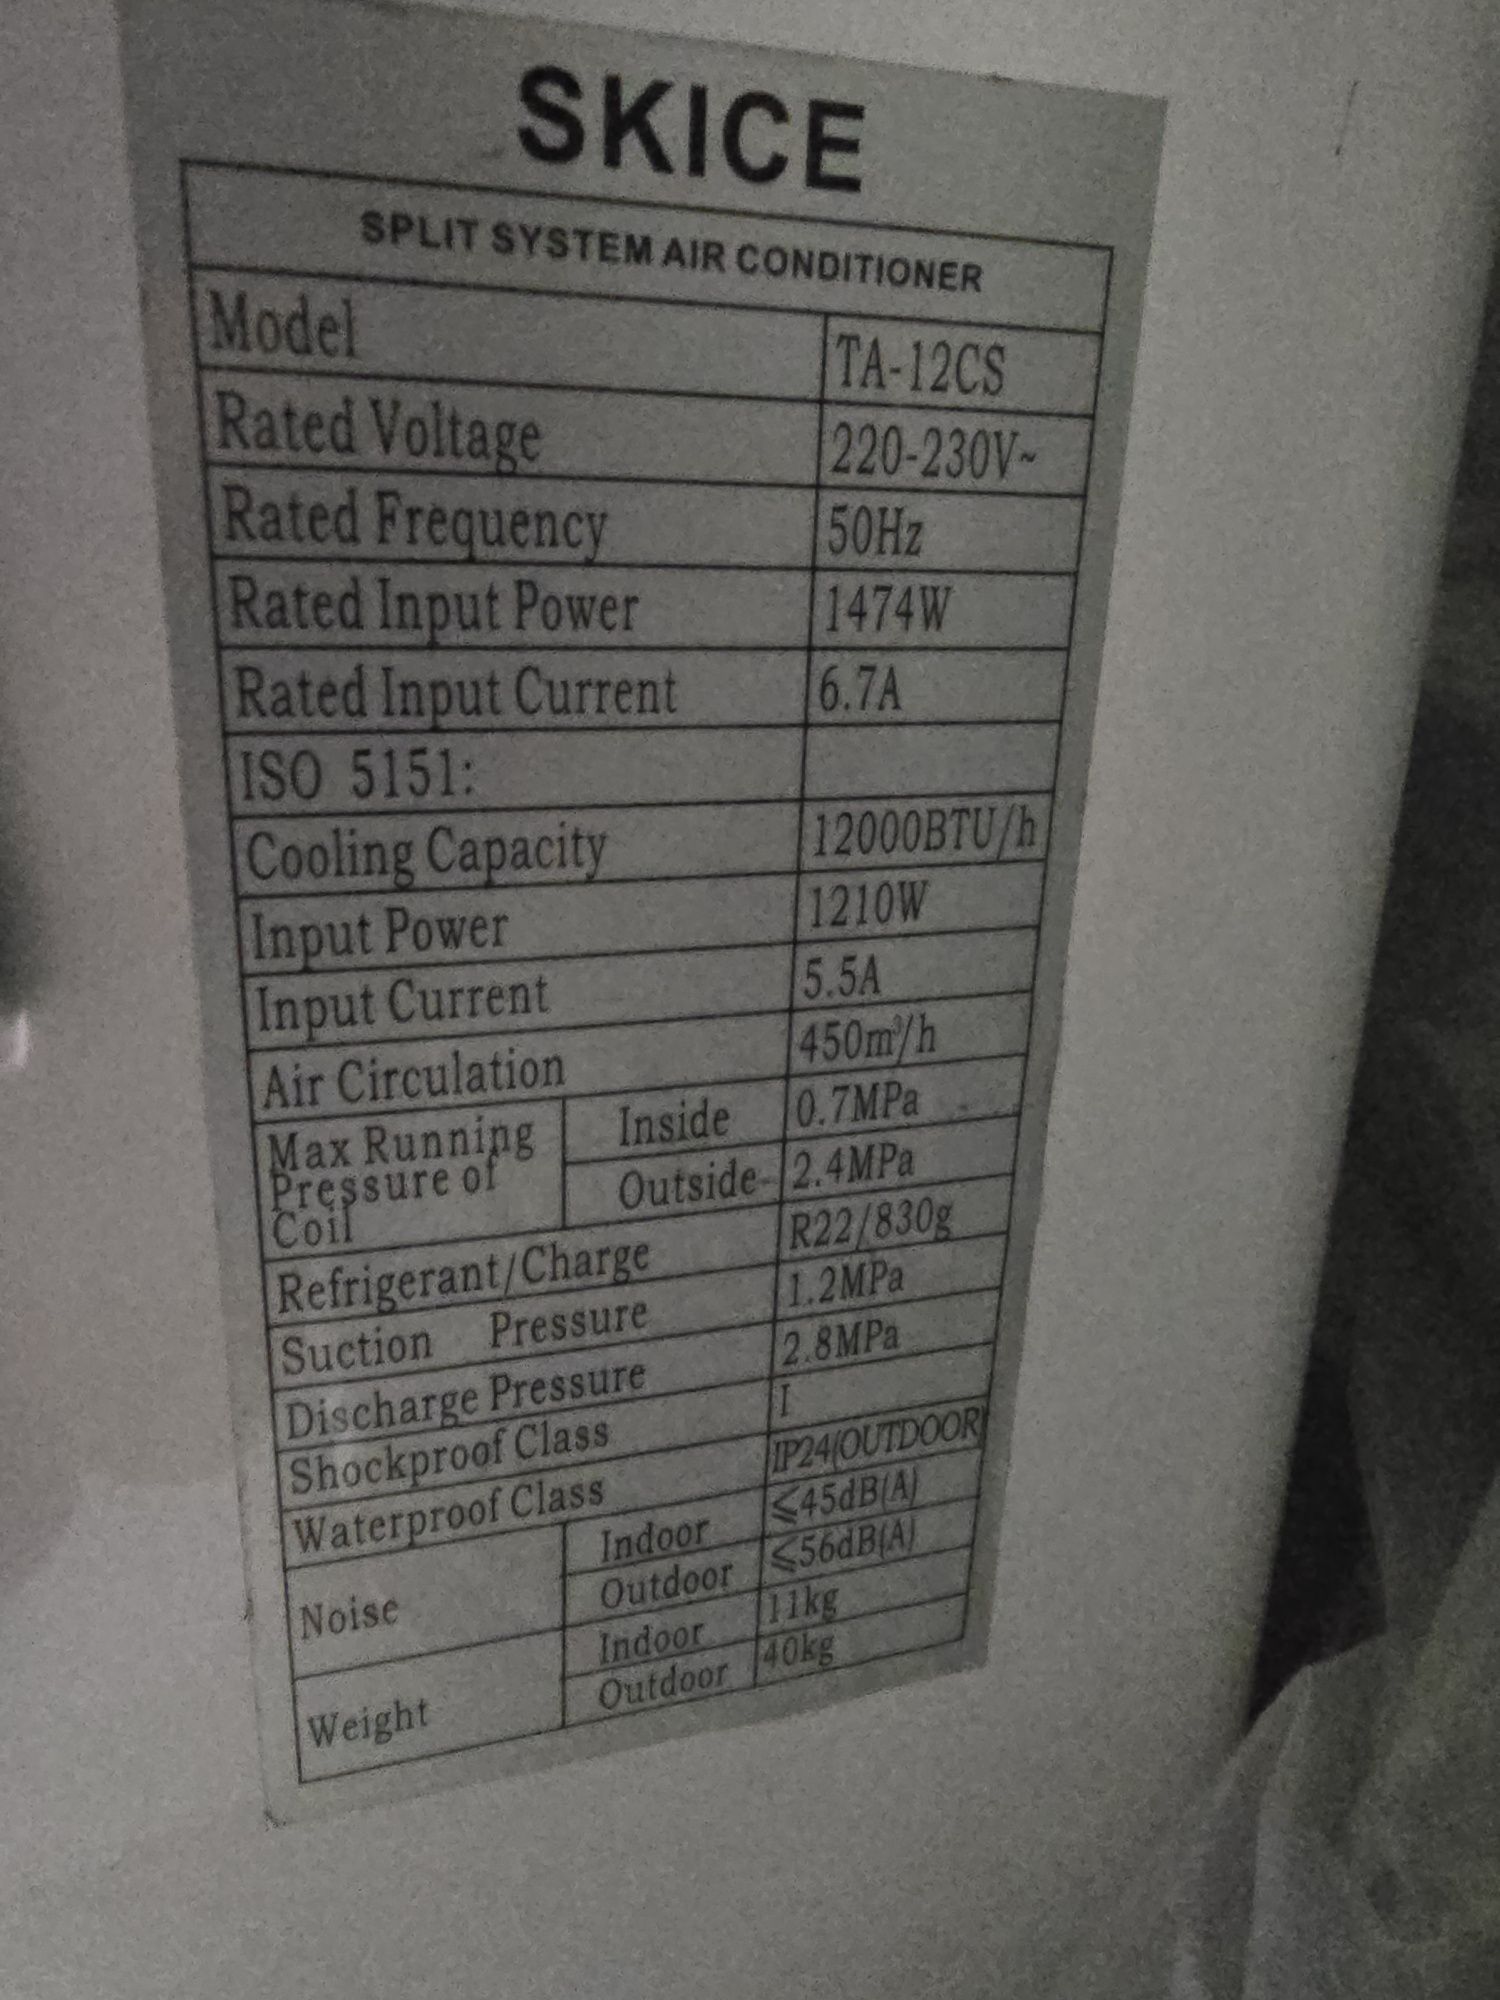 SKICE
SPLIT SYSTEM AIR CONDITIONER
Model TA-12CS
Rated Voltage 220-230V~
Rated Frequency 50Hz
Rated Input Power 1474W
Rated Input Current 6.7A
ISO 5151:
Cooling Capacity 12000BTU/h
Input Power 1210W
Input Current 5.5A
Air Circulation 450m³/h
Max Running Pressure of Coil
Inside 0.7MPa
Outside 2.4MPa
Refrigerant/Charge R22/830g
Suction Pressure 1.2MPa
Discharge Pressure 2.8MPa
Shockproof Class I
Waterproof Class IP24(OUTDOOR)
Noise
Indoor ≤45dB(A)
Outdoor ≤56dB(A)
Weight
Indoor 11kg
Outdoor 40kg